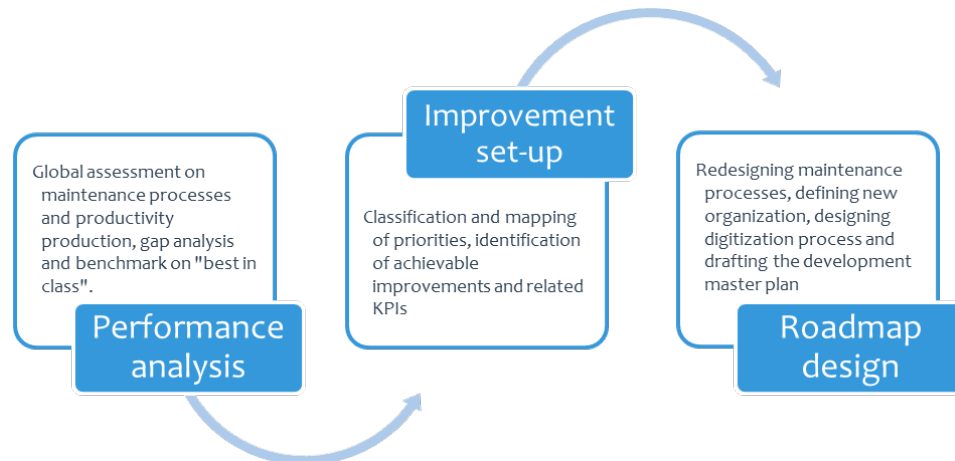 Global assessment on
maintenance processes
and productivity
production, gap analysis
and benchmark on "best in
class".
Performance
analysis
Improvement
set-up
Classification and mapping
of priorities, identification
of achievable
improvements and related
KPIs
Redesigning maintenance
processes, defining new
organization, designing
digitization process and
drafting the development
master plan
Roadmap
design